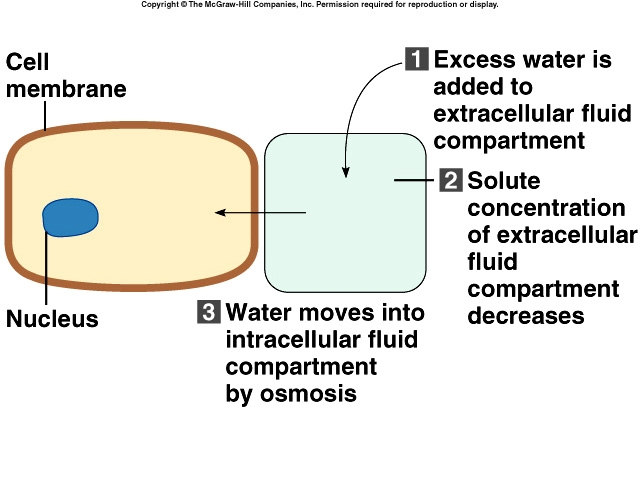 Copyright © The McGraw-Hill Companies, Inc. Permission required for reproduction or display.
Cell
membrane
1 Excess water is
added to
extracellular fluid
compartment
2 Solute
concentration
of extracellular
fluid
compartment
decreases
3 Water moves into
intracellular fluid
compartment
by osmosis
Nucleus